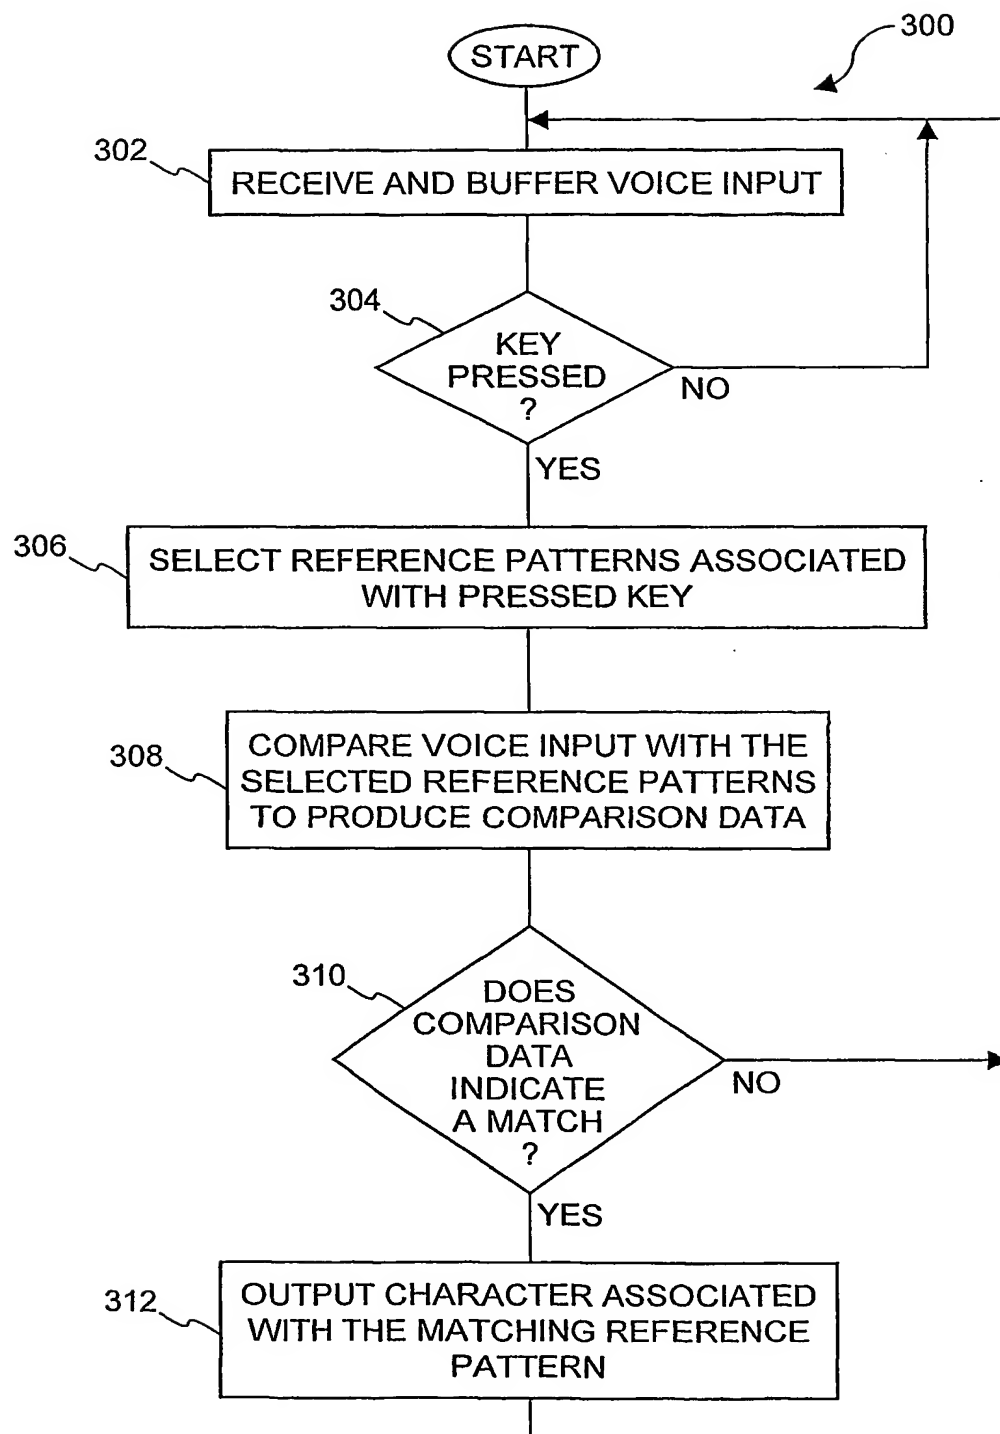 START
300
302
RECEIVE AND BUFFER VOICE INPUT
304
KEY
PRESSED
?
NO
YES
306
SELECT REFERENCE PATTERNS ASSOCIATED
WITH PRESSED KEY
308
COMPARE VOICE INPUT WITH THE
SELECTED REFERENCE PATTERNS
TO PRODUCE COMPARISON DATA
310
DOES
COMPARISON
DATA
INDICATE
A MATCH
?
NO
YES
312
OUTPUT CHARACTER ASSOCIATED
WITH THE MATCHING REFERENCE
PATTERN